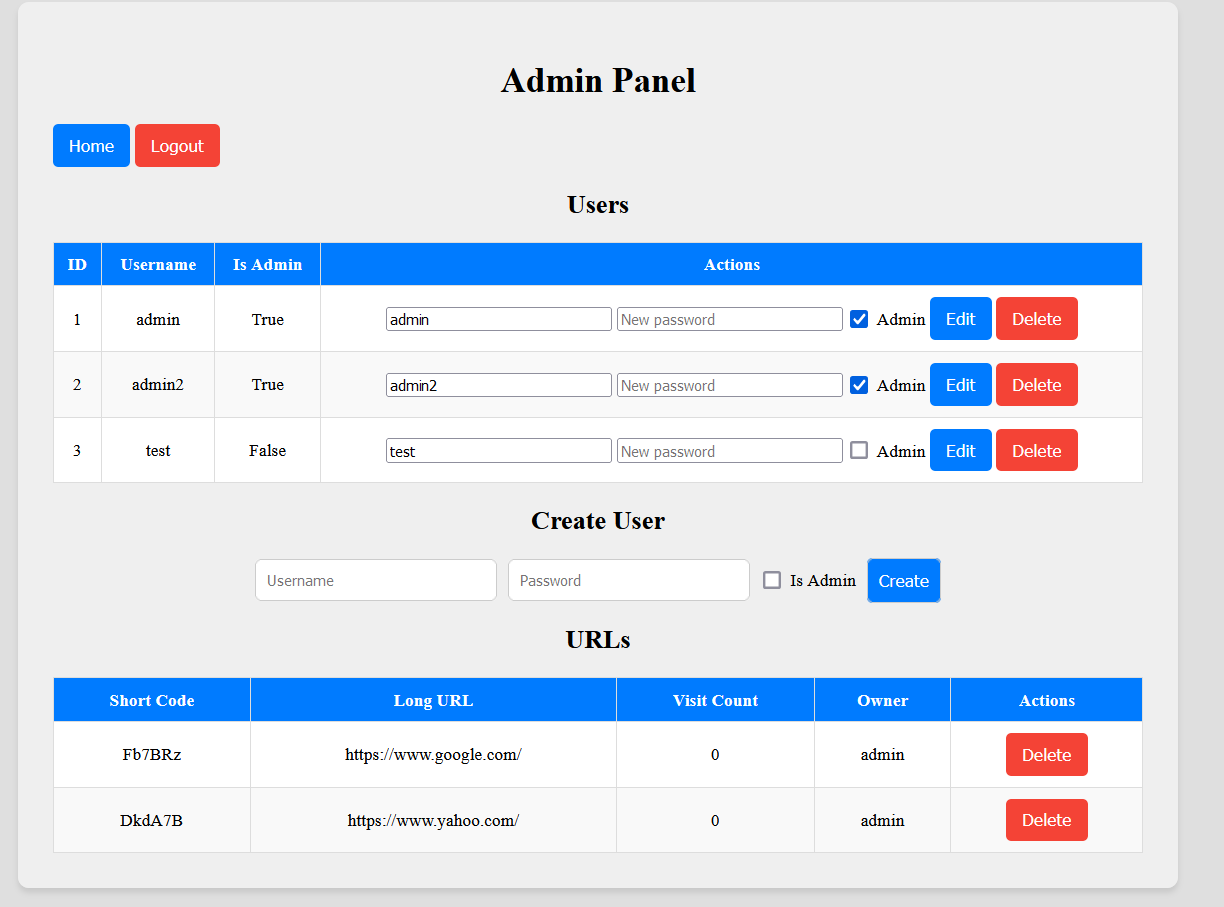 Admin Panel
Home Logout
Users
ID Username Is Admin Actions
1 admin True admin New password Admin Edit Delete
2 admin2 True admin2 New password Admin Edit Delete
3 test False test New password Admin Edit Delete
Create User
Username Password Is Admin Create
URLs
Short Code Long URL Visit Count Owner Actions
Fb7BRz https://www.google.com/ 0 admin Delete
DkdA7B https://www.yahoo.com/ 0 admin Delete